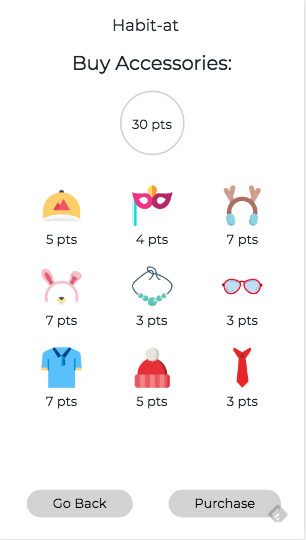 Habit-at
Buy Accessories:
30 pts
5 pts 4 pts 7 pts
7 pts 3 pts 3 pts
7 pts 5 pts 3 pts
Go Back Purchase